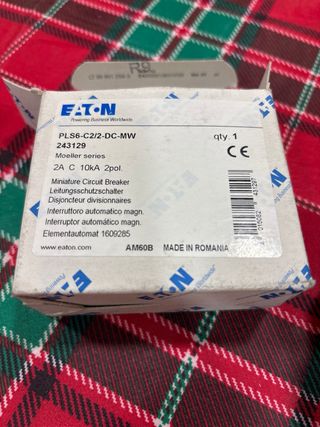 EATON
Powering Business Worldwide
PLS6-C2/2-DC-MW
qty. 1
243129
Moeller series
2A C 10kA 2pol.
Miniature Circuit Breaker
Leitungsschutzschalter
Disjoncteur divisionnaires
Interruttoro automatico magn.
Interruptor automático magn.
Elementautomat 1609285
www.eaton.com
AM60B
MADE IN ROMANIA
CE